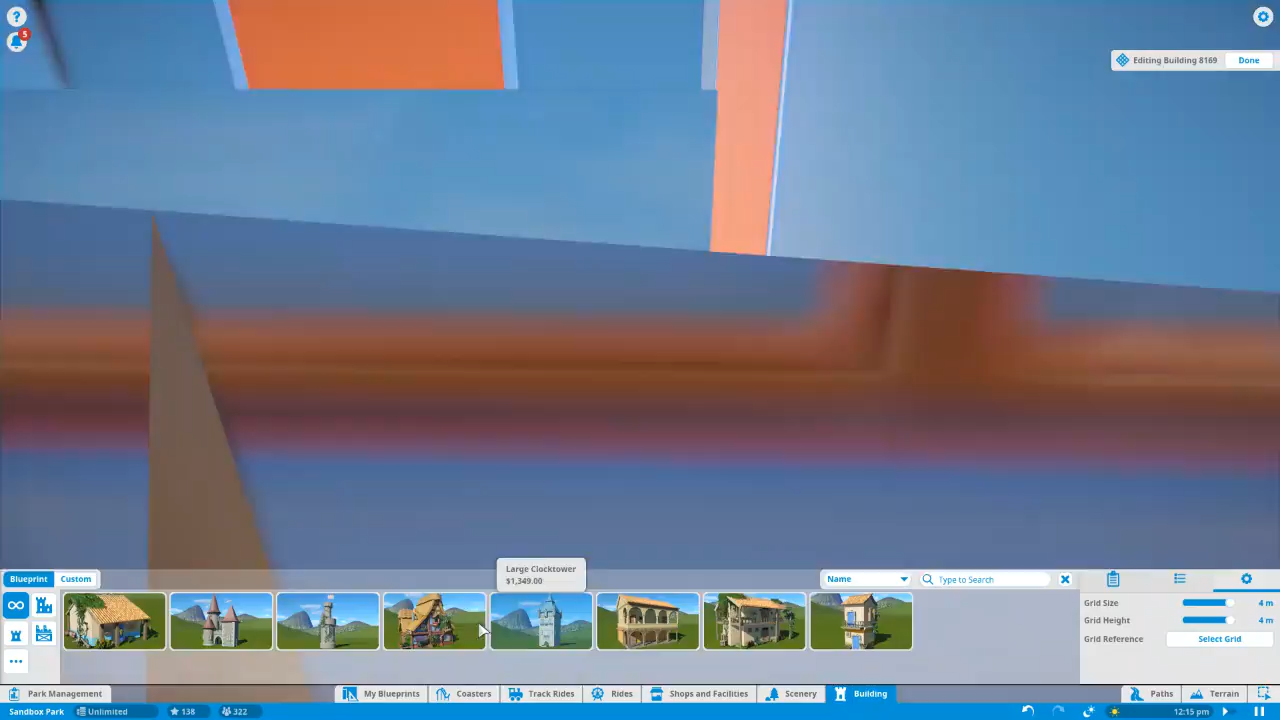 ?
5
Editing Building 8169 Done
Large Clocktower
$1,349.00
Blueprint Custom Name Type to Search
Grid Size 4 m
Grid Height 4 m
Grid Reference Select Grid
Park Management My Blueprints Coasters Track Rides Rides Shops and Facilities Scenery Building Paths Terrain
Sandbox Park Unlimited 138 322 12:15 pm